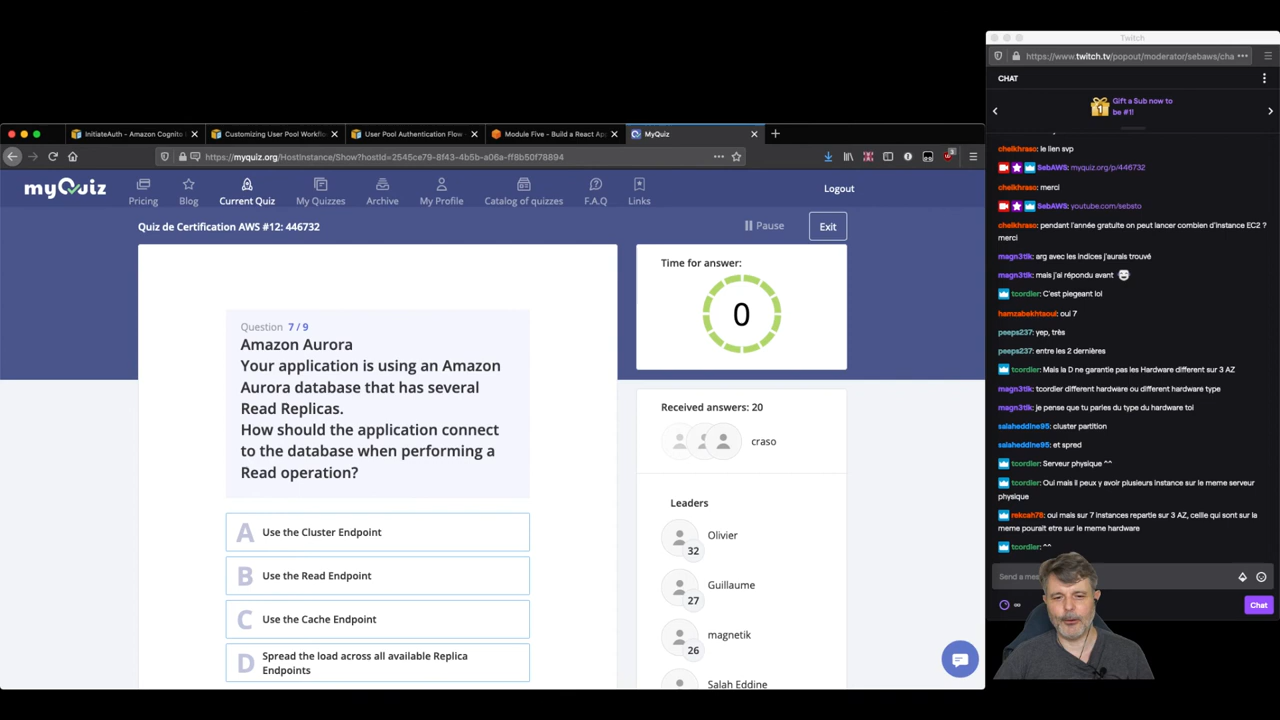 Twitch
https://www.twitch.tv/popout/moderator/sebaws/cha
CHAT
Gift a Sub now to
be #1!
InitiateAuth - Amazon Cognito
Customizing User Pool Workfl
User Pool Authentication Flow
Module Five - Build a React Ap
MyQuiz
https://myquiz.org/HostInstance/Show?hostId=2545ce79-8f43-4b5b-a06a-ff8b50f78894
myQuiz
Pricing
Blog
Current Quiz
My Quizzes
Archive
My Profile
Catalog of quizzes
F.A.Q
Links
Logout
Quiz de Certification AWS #12: 446732
Pause
Exit
Question 7 / 9
Amazon Aurora
Your application is using an Amazon
Aurora database that has several
Read Replicas.
How should the application connect
to the database when performing a
Read operation?
A Use the Cluster Endpoint
B Use the Read Endpoint
C Use the Cache Endpoint
D Spread the load across all available Replica
Endpoints
Time for answer:
0
Received answers: 20
craso
Leaders
Olivier
32
Guillaume
27
magnetik
26
Salah Eddine
cheikhraso: le lien svp
SebAWS: myquiz.org/p/446732
cheikhraso: merci
SebAWS: youtube.com/sebsto
cheikhraso: pendant l'année gratuite on peut lancer combien d'instance EC2 ?
merci
magn3t1k: arg avec les indices j'aurais trouvé
magn3t1k: mais j'ai répondu avant
tcordier: C'est piegeant lol
hamzabekhtaoui: oui 7
peeps237: yep, très
peeps237: entre les 2 dernières
tcordier: Mais la D ne garantie pas les Hardware different sur 3 AZ
magn3t1k: tcordier different hardware ou different hardware type
magn3t1k: je pense que tu parles du type du hardware toi
salaheddine95: cluster partition
salaheddine95: et spred
tcordier: Serveur physique ^^
tcordier: Oui mais il peux y avoir plusieurs instance sur le meme serveur
physique
rekcah78: oui mais sur 7 instances repartie sur 3 AZ, ceille qui sont sur la
meme pourait etre sur le meme hardware
tcordier: ^^
Send a mes
Chat